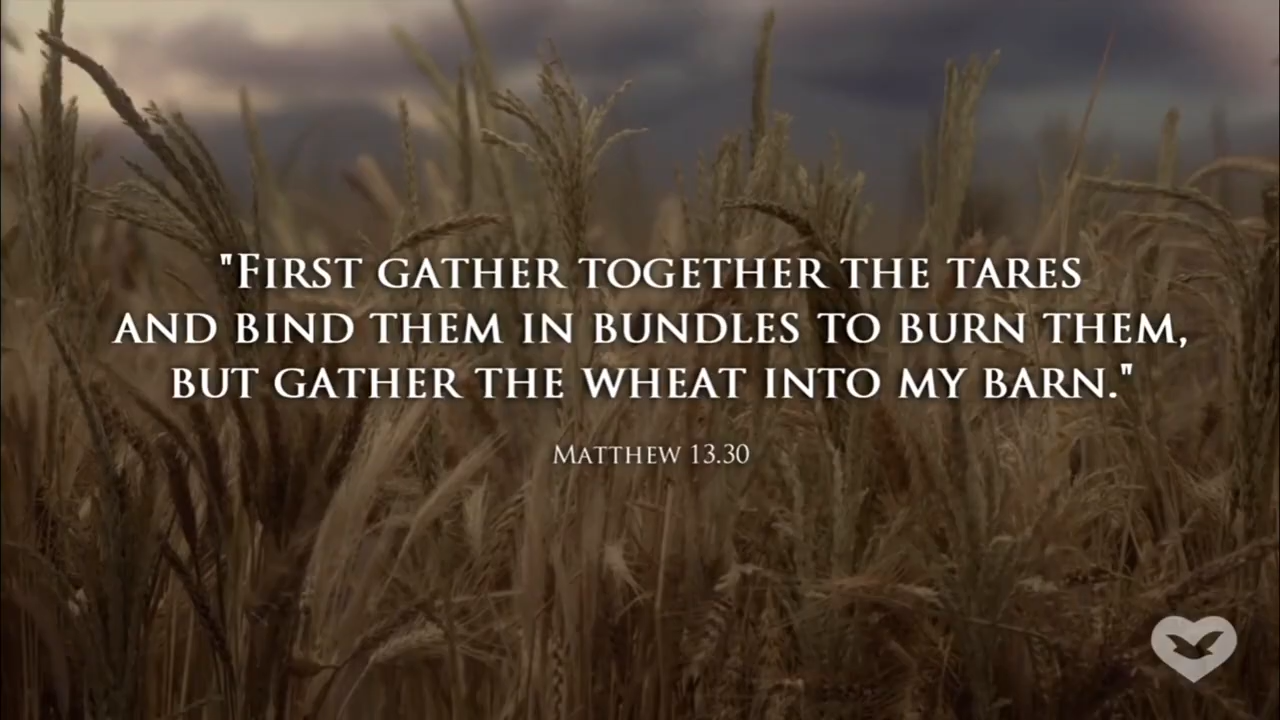 "First gather together the tares
and bind them in bundles to burn them,
but gather the wheat into my barn."
Matthew 13.30